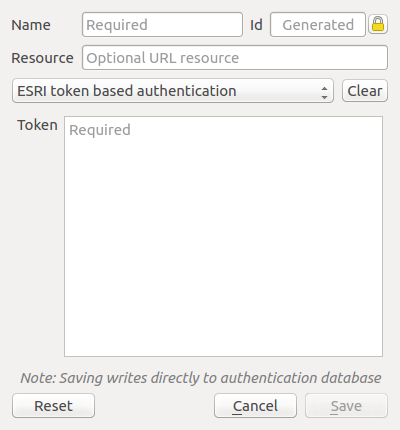 Name Required Id Generated
Resource Optional URL resource
ESRI token based authentication Clear
Token Required
Note: Saving writes directly to authentication database
Reset Cancel Save